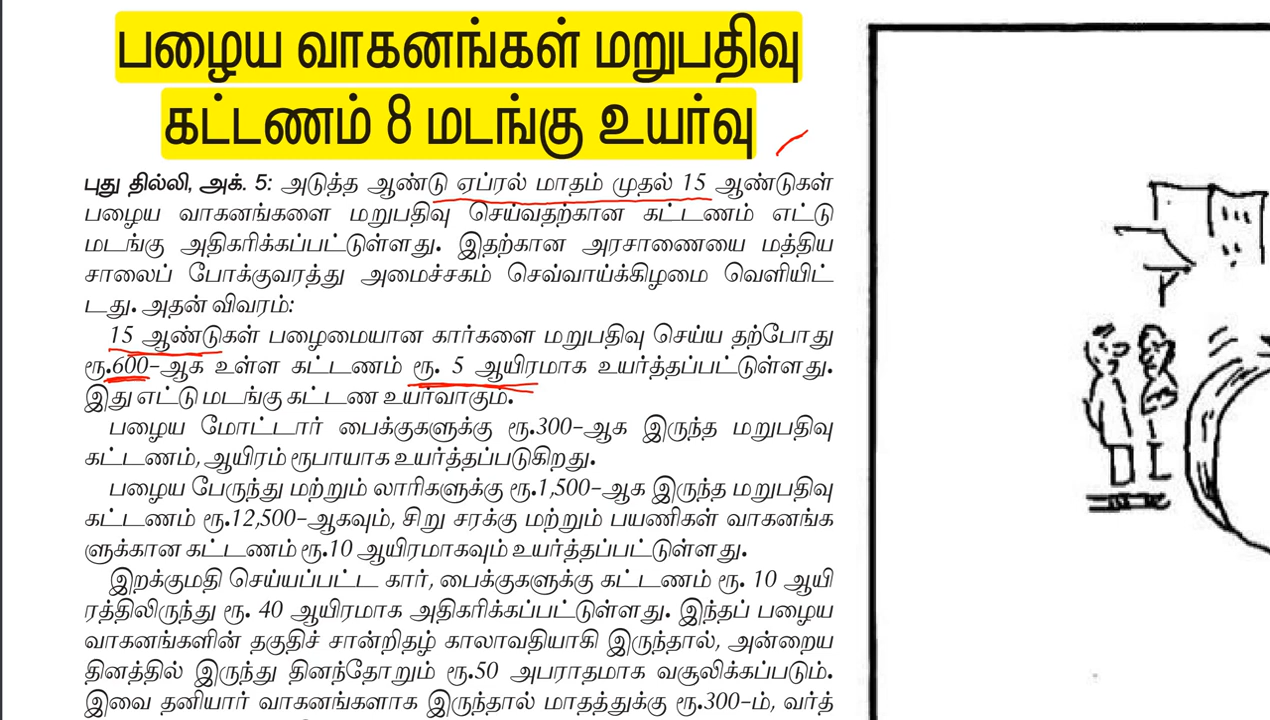 பழைய வாகனங்கள் மறுபதிவு
கட்டணம் 8 மடங்கு உயர்வு
புது தில்லி, அக். 5: அடுத்த ஆண்டு ஏப்ரல் மாதம் முதல் 15 ஆண்டுகள்
பழைய வாகனங்களை மறுபதிவு செய்வதற்கான கட்டணம் எட்டு
மடங்கு அதிகரிக்கப்பட்டுள்ளது. இதற்கான அரசாணையை மத்திய
சாலைப் போக்குவரத்து அமைச்சகம் செவ்வாய்க்கிழமை வெளியிட்
டது. அதன் விவரம்:
15 ஆண்டுகள் பழைமையான கார்களை மறுபதிவு செய்ய தற்போது
ரூ.600-ஆக உள்ள கட்டணம் ரூ. 5 ஆயிரமாக உயர்த்தப்பட்டுள்ளது.
இது எட்டு மடங்கு கட்டண உயர்வாகும்.
பழைய மோட்டார் பைக்குகளுக்கு ரூ.300-ஆக இருந்த மறுபதிவு
கட்டணம், ஆயிரம் ரூபாயாக உயர்த்தப்படுகிறது.
பழைய பேருந்து மற்றும் லாரிகளுக்கு ரூ.1,500-ஆக இருந்த மறுபதிவு
கட்டணம் ரூ.12,500-ஆகவும், சிறு சரக்கு மற்றும் பயணிகள் வாகனங்க
ளுக்கான கட்டணம் ரூ.10 ஆயிரமாகவும் உயர்த்தப்பட்டுள்ளது.
இறக்குமதி செய்யப்பட்ட கார், பைக்குகளுக்கு கட்டணம் ரூ. 10 ஆயி
ரத்திலிருந்து ரூ. 40 ஆயிரமாக அதிகரிக்கப்பட்டுள்ளது. இந்தப் பழைய
வாகனங்களின் தகுதிச் சான்றிதழ் காலாவதியாகி இருந்தால், அன்றைய
தினத்தில் இருந்து தினந்தோறும் ரூ.50 அபராதமாக வசூலிக்கப்படும்.
இவை தனியார் வாகனங்களாக இருந்தால் மாதத்துக்கு ரூ.300-ம், வர்த்